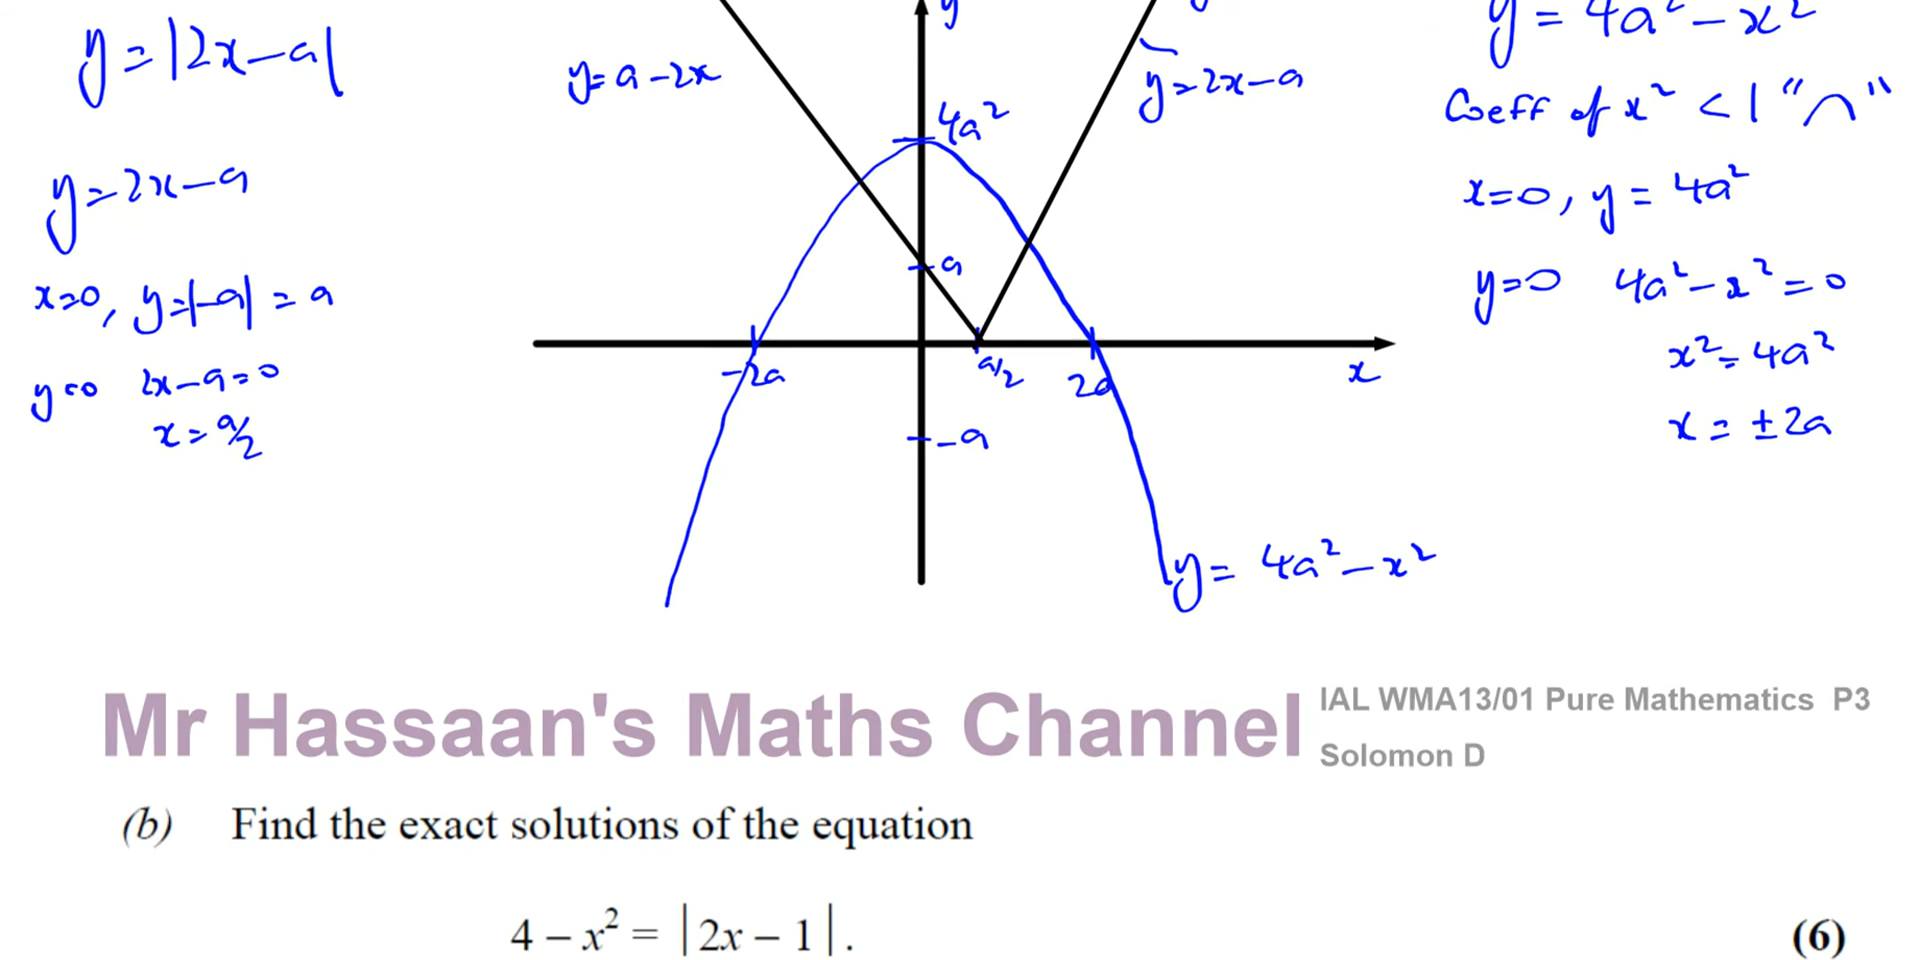 y = 4a² – x²
y = |2x – a|
y
y = a – 2x
y = 2x – a
Coeff of x² < 1 "∩"
4a²
y = 2x – a
x=0, y = 4a²
a
x=0, y=|–a| = a
y=0 4a² – x² = 0
x² = 4a²
–2a
a/2
2a
x
y=0 2x – a = 0
x = a/2
x = ±2a
–a
y = 4a² – x²
Mr Hassaan's Maths Channel
IAL WMA13/01 Pure Mathematics P3
Solomon D
(b) Find the exact solutions of the equation
4 – x² = |2x – 1|. (6)